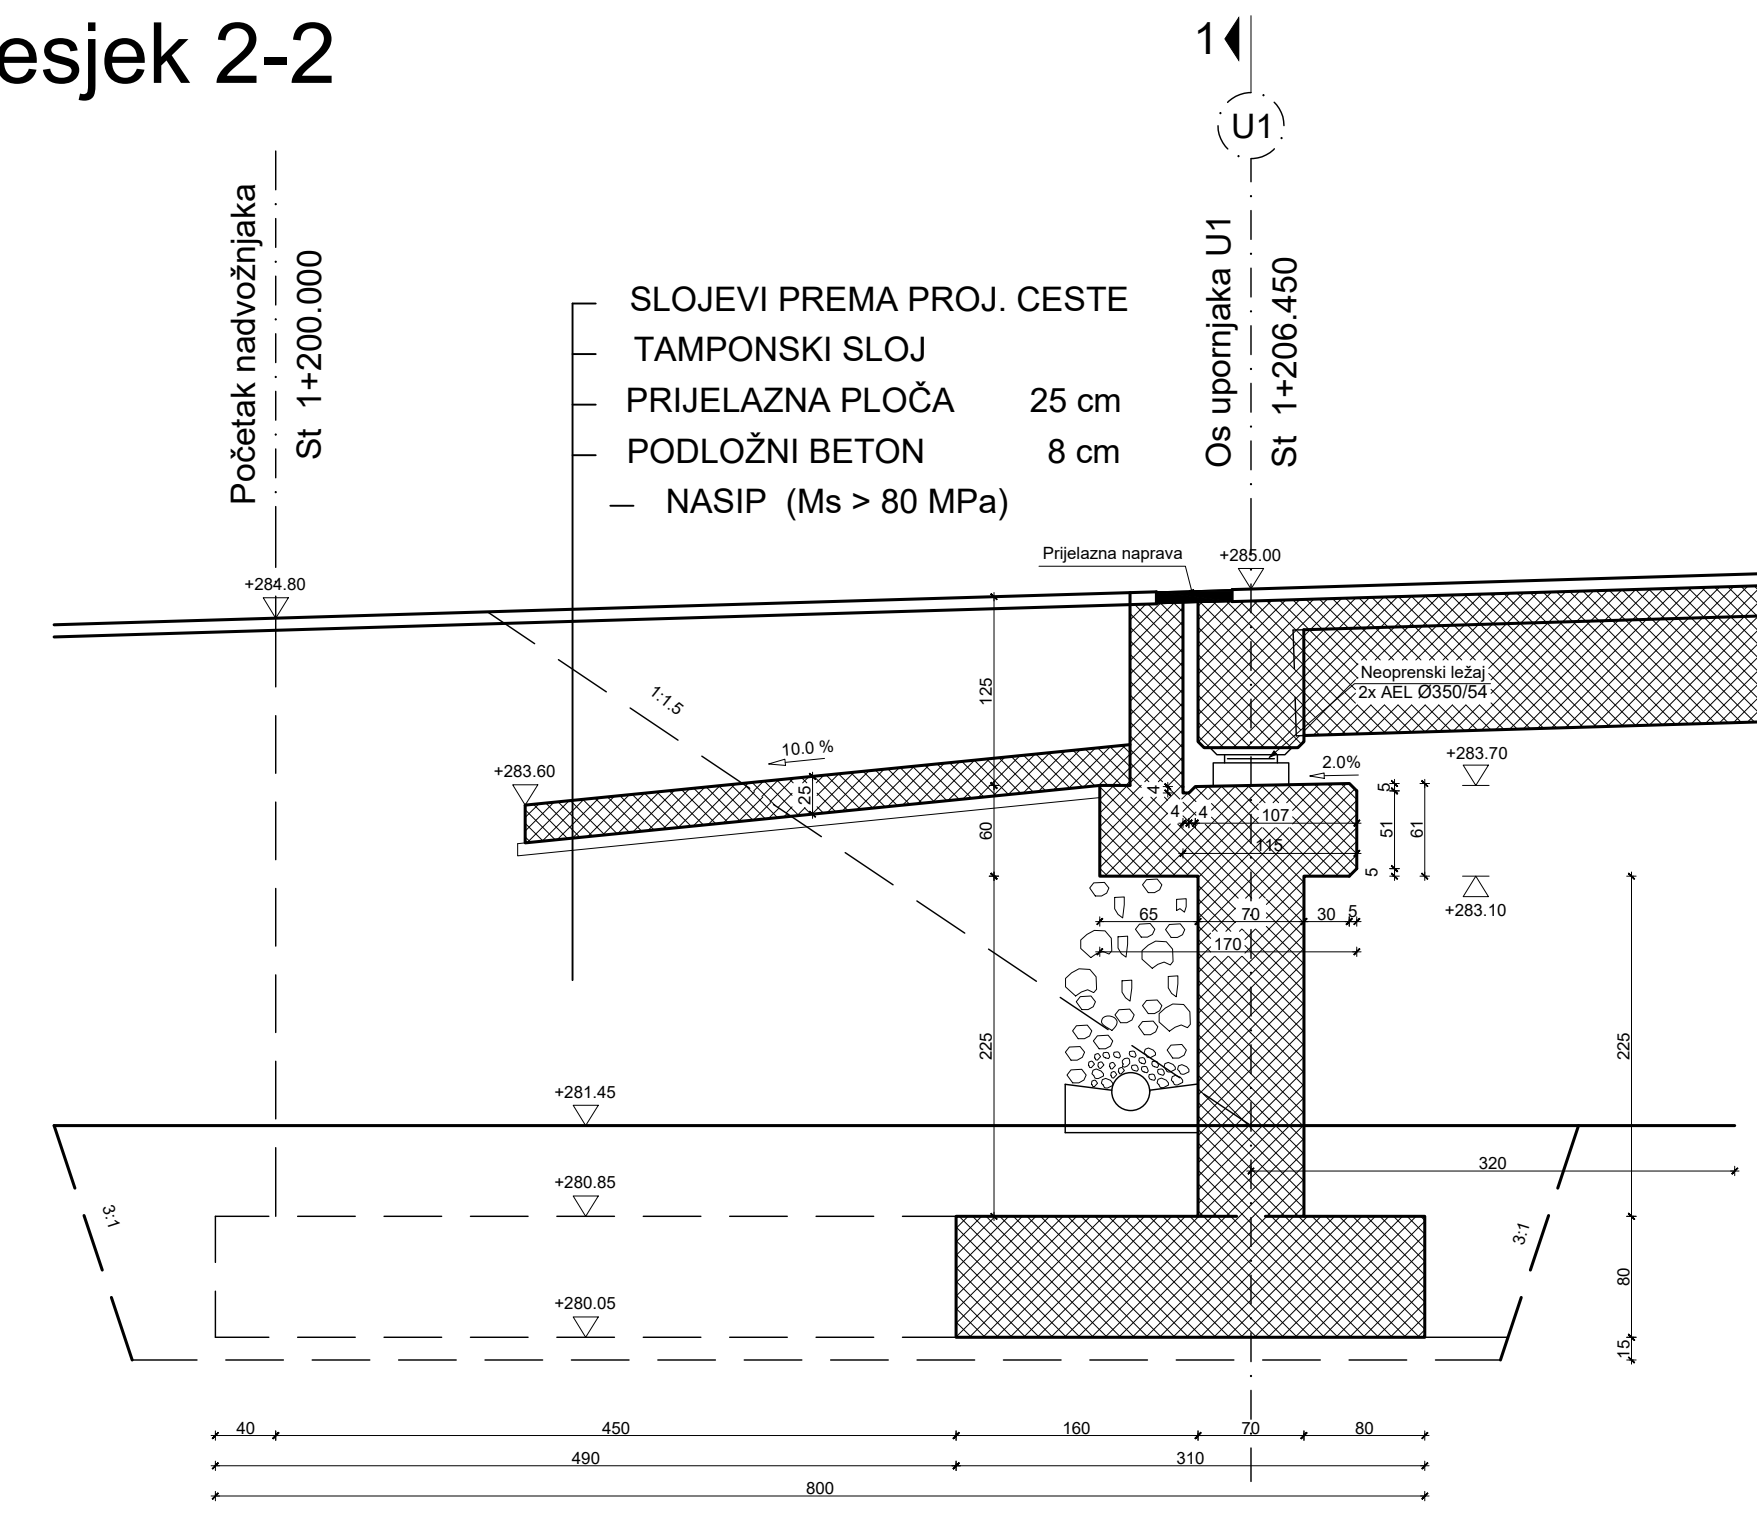 esjek 2-2
1
U1
Početak nadvožnjaka
St 1+200.000
Os upornjaka U1
St 1+206.450
SLOJEVI PREMA PROJ. CESTE
TAMPONSKI SLOJ
PRIJELAZNA PLOČA 25 cm
PODLOŽNI BETON 8 cm
NASIP (Ms > 80 MPa)
Prijelazna naprava
+285.00
+284.80
Neoprenski ležaj
2x AEL Ø350/54
1:1.5
125
10.0 %
+283.60
25
2.0%
+283.70
4
5
4 4 107
60
51
61
115
5
+283.10
65 70 30 5
170
225
225
+281.45
320
+280.85
3:1
3:1
80
+280.05
15
40 450 160 70 80
490 310
800